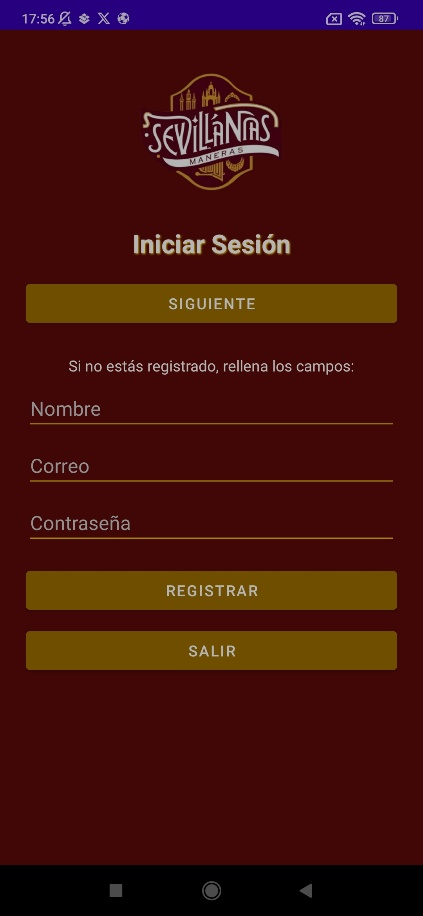 17:56
87
SEVILLANAS
MANERAS
Iniciar Sesión
SIGUIENTE
Si no estás registrado, rellena los campos:
Nombre
Correo
Contraseña
REGISTRAR
SALIR